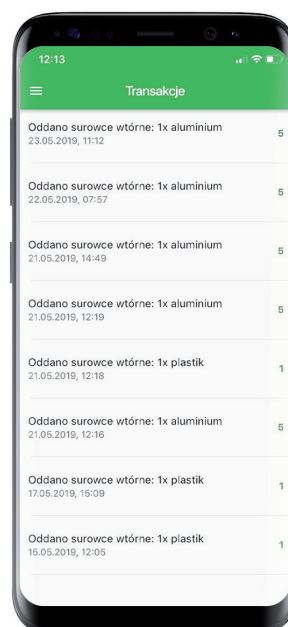 12:13
Transakcje
Oddano surowce wtórne: 1x aluminium
23.05.2019, 11:12
5
Oddano surowce wtórne: 1x aluminium
22.05.2019, 07:57
5
Oddano surowce wtórne: 1x aluminium
21.05.2019, 14:49
5
Oddano surowce wtórne: 1x aluminium
21.05.2019, 12:19
5
Oddano surowce wtórne: 1x plastik
21.05.2019, 12:18
1
Oddano surowce wtórne: 1x aluminium
21.05.2019, 12:16
5
Oddano surowce wtórne: 1x plastik
17.05.2019, 15:09
1
Oddano surowce wtórne: 1x plastik
15.05.2019, 12:05
1